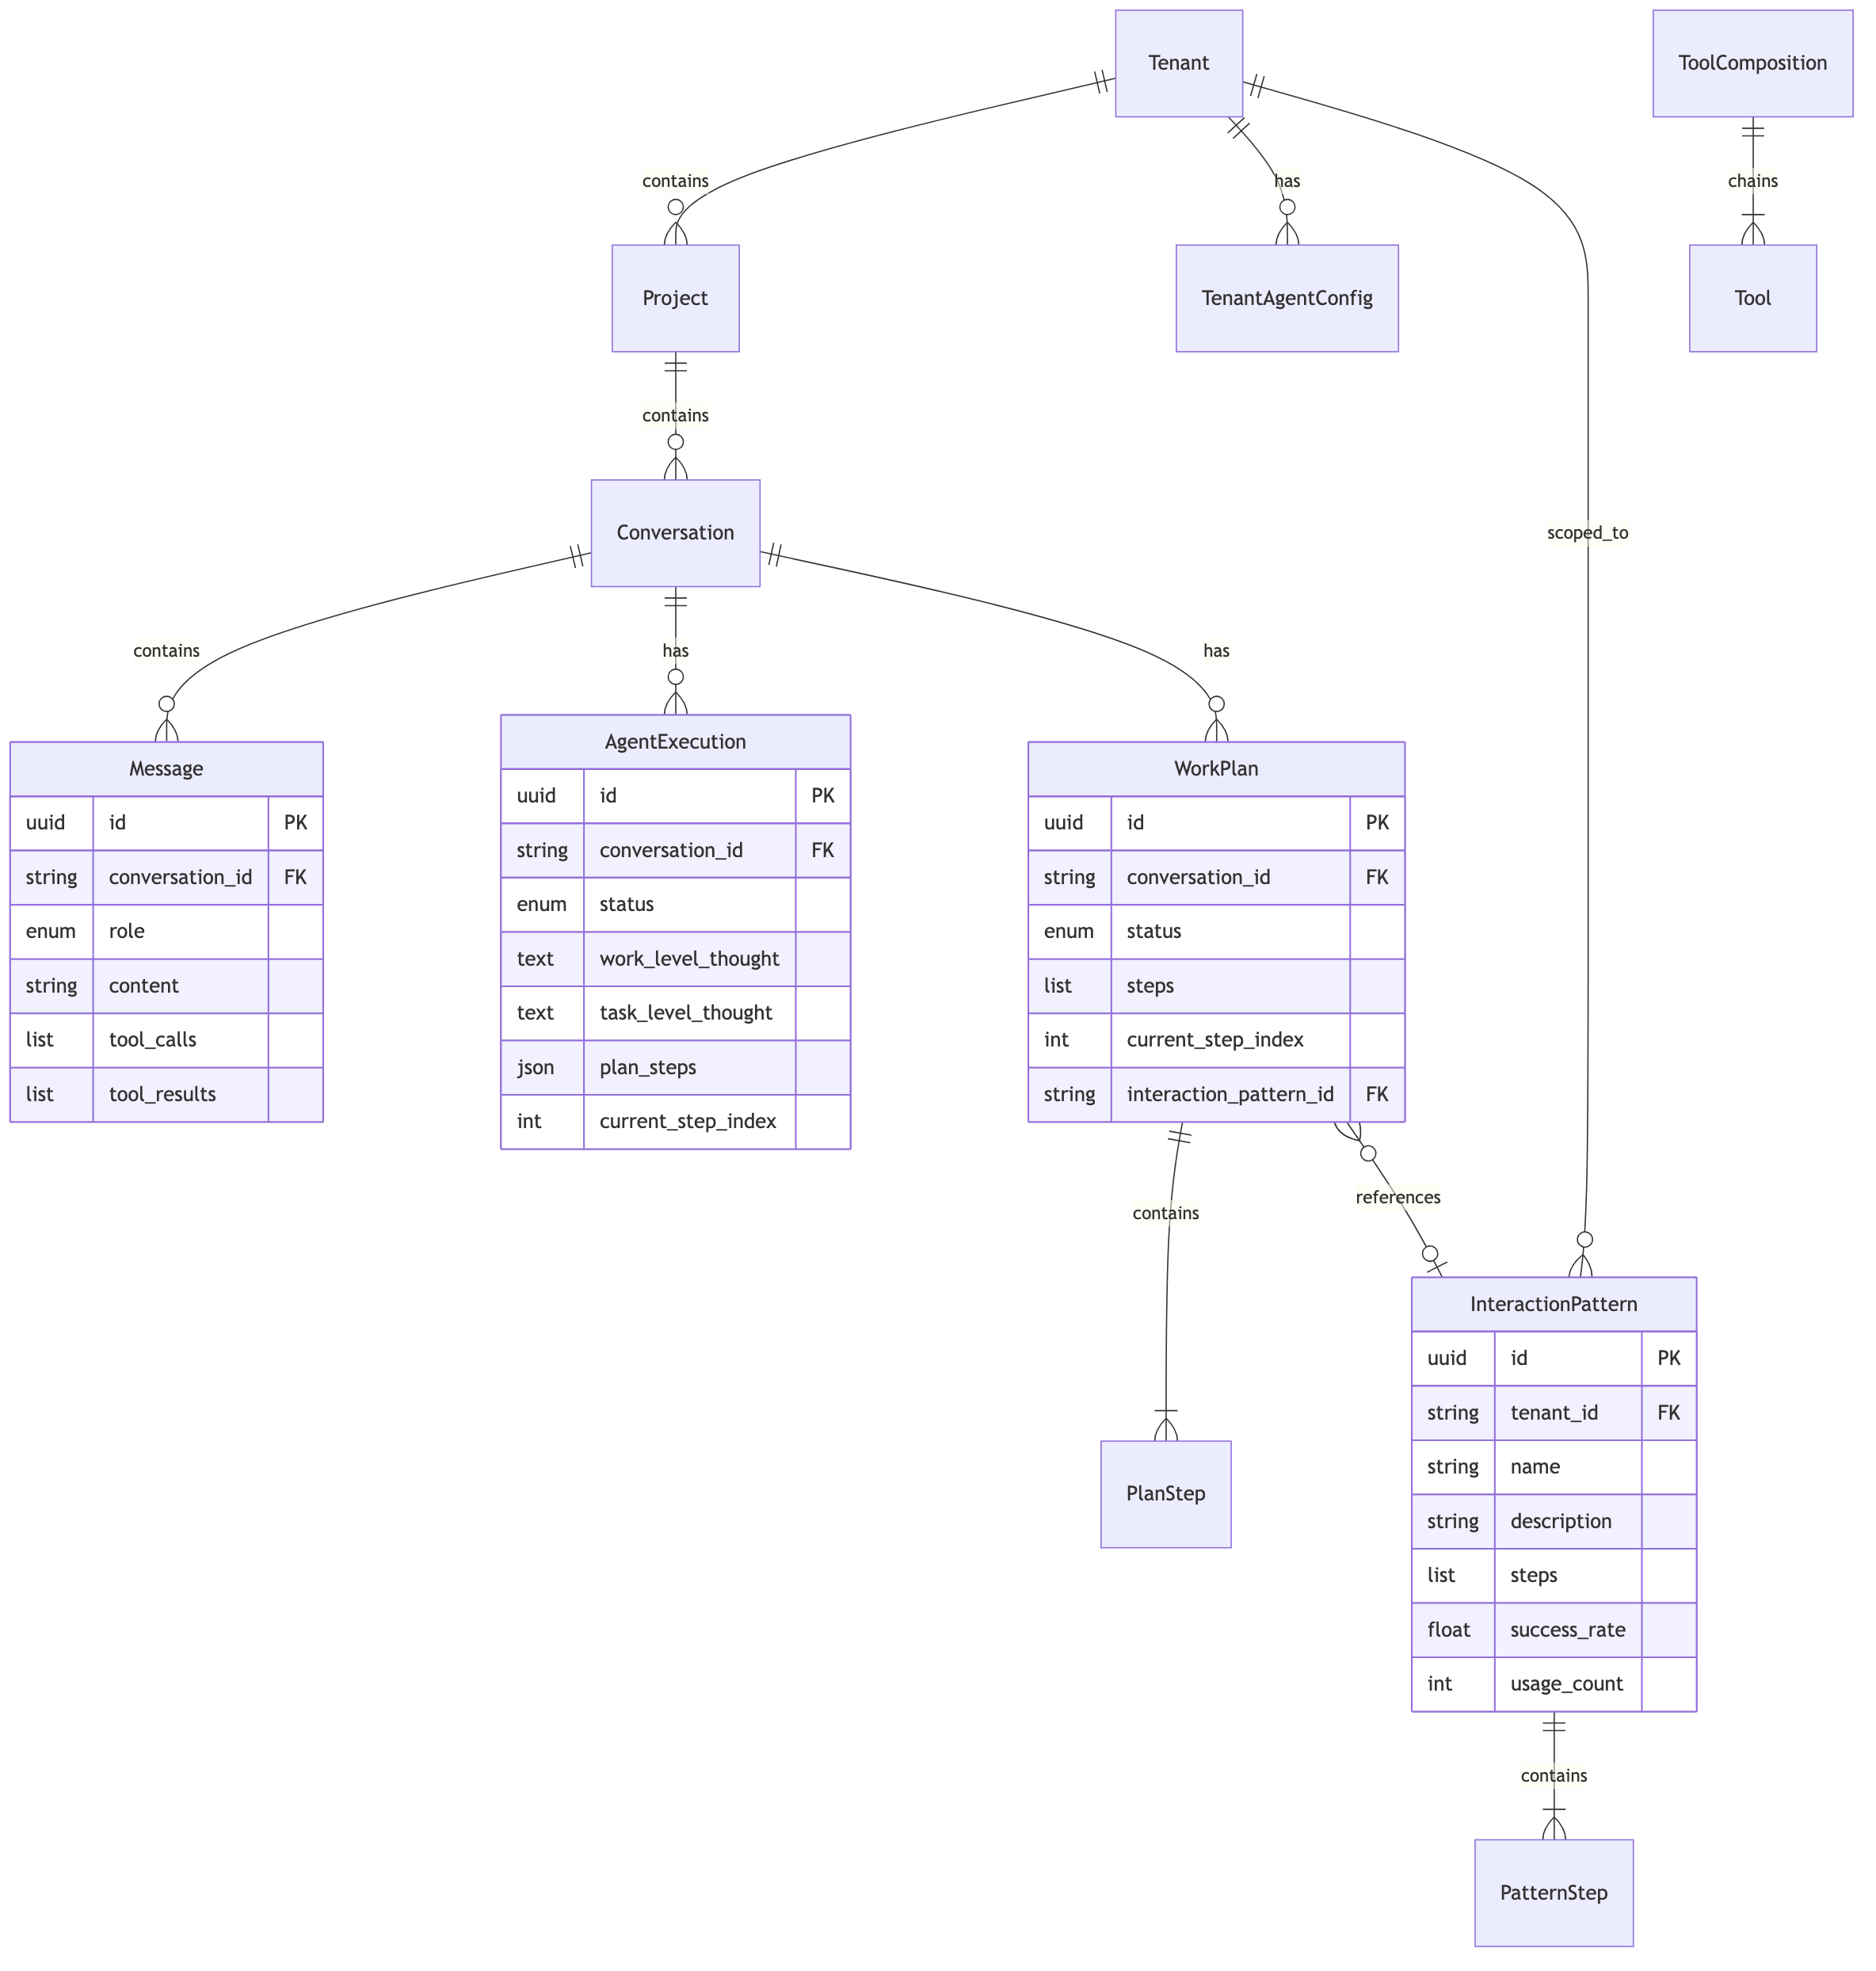 Tenant
ToolComposition
contains
has
chains
Project
TenantAgentConfig
Tool
contains
Conversation
scoped_to
contains
has
has
Message
uuid id PK
string conversation_id FK
enum role
string content
list tool_calls
list tool_results
AgentExecution
uuid id PK
string conversation_id FK
enum status
text work_level_thought
text task_level_thought
json plan_steps
int current_step_index
WorkPlan
uuid id PK
string conversation_id FK
enum status
list steps
int current_step_index
string interaction_pattern_id FK
contains
references
PlanStep
InteractionPattern
uuid id PK
string tenant_id FK
string name
string description
list steps
float success_rate
int usage_count
contains
PatternStep